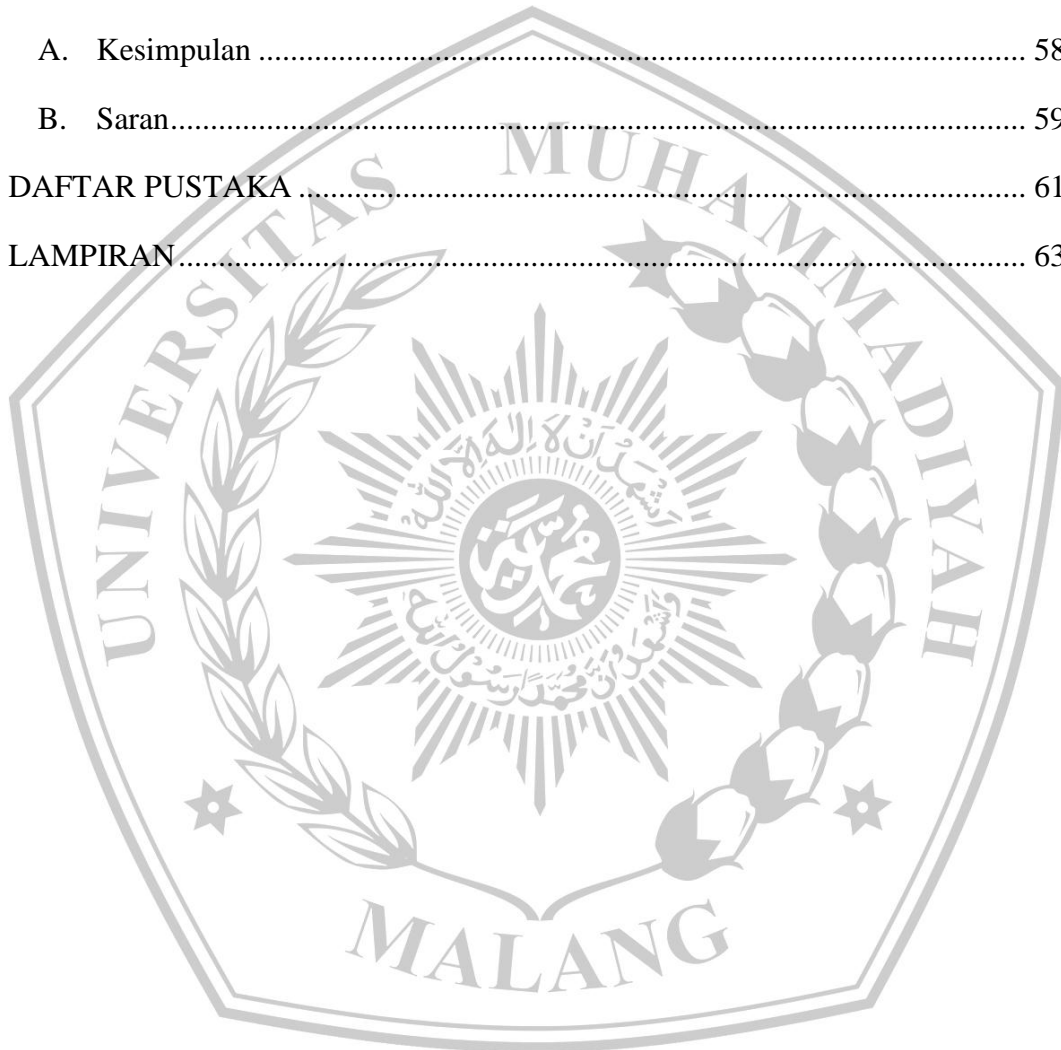 A. Kesimpulan ................................................................................................ 58
B. Saran........................................................................................................... 59
DAFTAR PUSTAKA ........................................................................................... 61
LAMPIRAN.......................................................................................................... 63
UNIVERSITAS MUHAMMADIYAH
MALANG